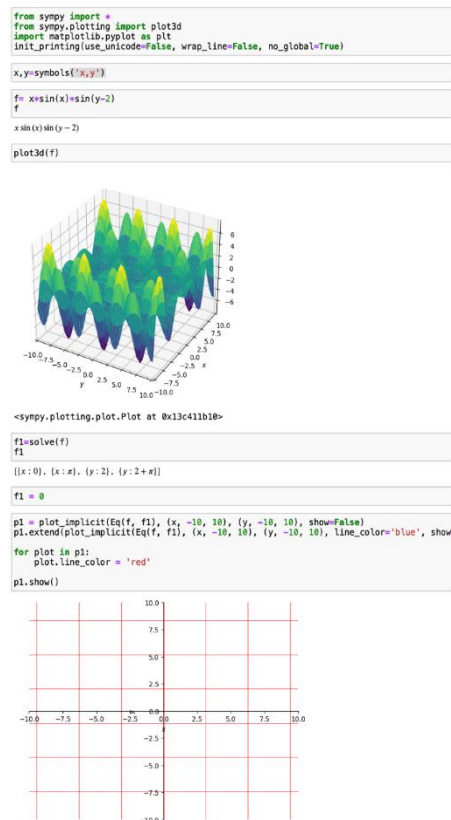 from sympy import *
from sympy.plotting import plot3d
import matplotlib.pyplot as plt
init_printing(use_unicode=False, wrap_line=False, no_global=True)
x,y=symbols('x,y')
f= x*sin(x)*sin(y-2)
f
x sin (x) sin (y − 2)
plot3d(f)
6
4
2
0
−2
−4
−6
−10.0
−7.5
−5.0
−2.5
0.0
2.5
5.0
7.5
10.0
y
−10.0
−7.5
−5.0
−2.5
0.0
2.5
5.0
7.5
10.0
x
<sympy.plotting.plot.Plot at 0x13c411b10>
f1=solve(f)
f1
[{x : 0}, {x : π}, {y : 2}, {y : 2 + π}]
f1 = 0
p1 = plot_implicit(Eq(f, f1), (x, -10, 10), (y, -10, 10), show=False)
p1.extend(plot_implicit(Eq(f, f1), (x, -10, 10), (y, -10, 10), line_color='blue', show
for plot in p1:
plot.line_color = 'red'
p1.show()
10.0
7.5
5.0
2.5
0.0
−10.0 −7.5 −5.0 −2.5 0.0 2.5 5.0 7.5 10.0
x
−2.5
−5.0
−7.5
−10.0